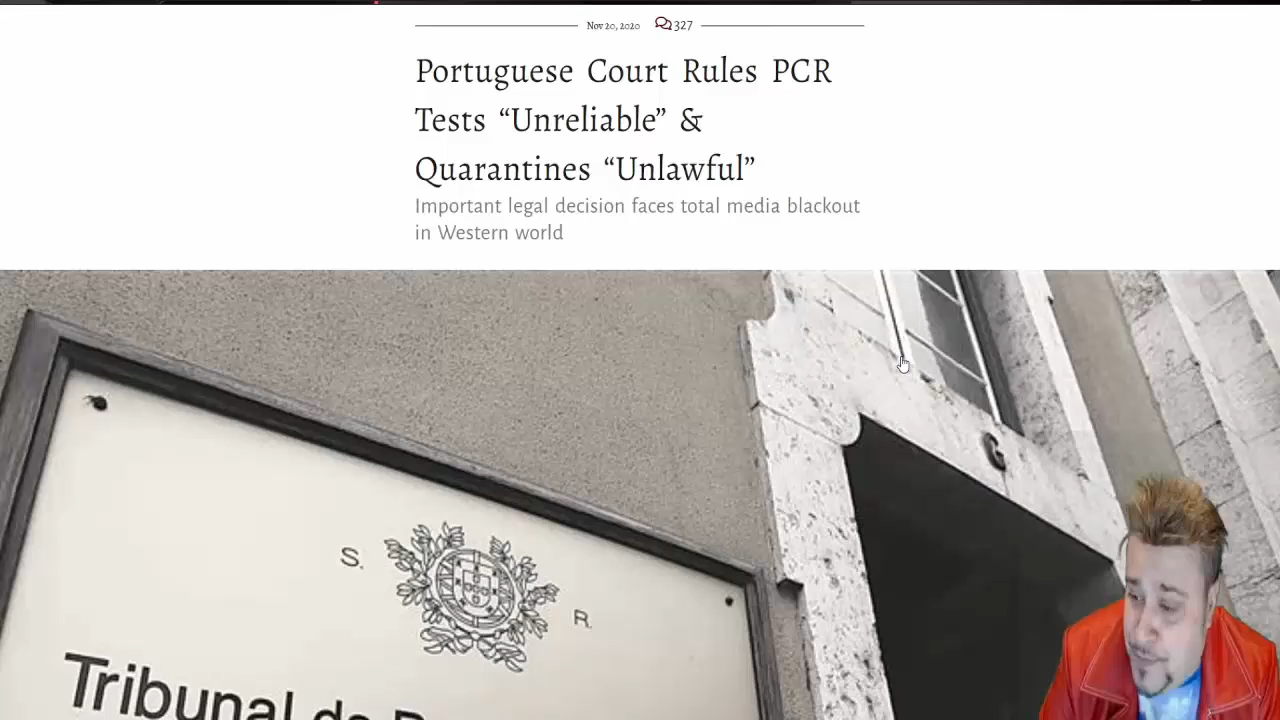 Nov 20, 2020 327
Portuguese Court Rules PCR
Tests “Unreliable” &
Quarantines “Unlawful”
Important legal decision faces total media blackout
in Western world
G
S. R.
Tribunal da